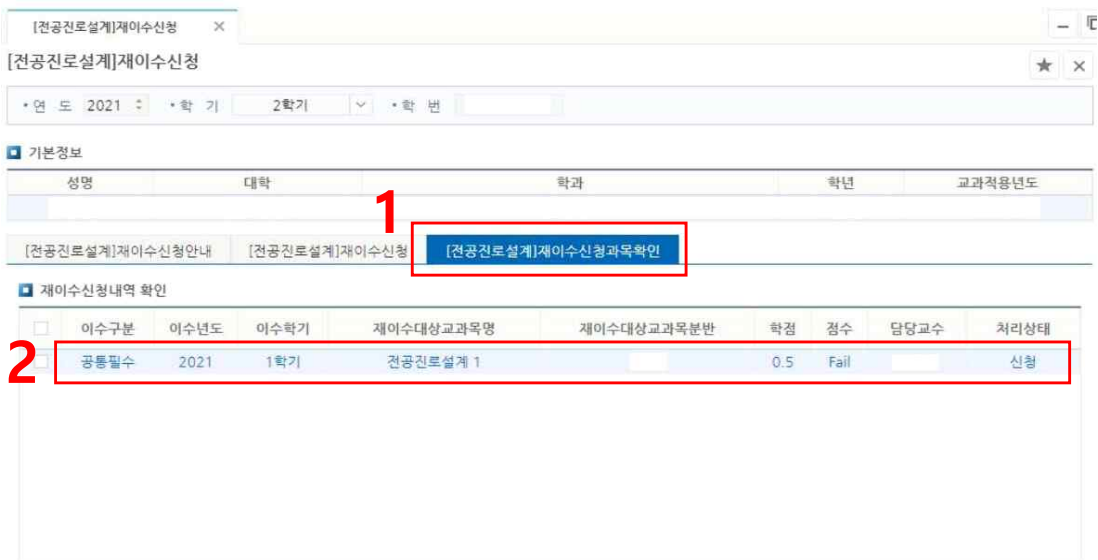 [전공진로설계]재이수신청 ×
[전공진로설계]재이수신청
•연 도 2021 •학 기 2학기 •학 번
기본정보
성명 대학 학과 학년 교과적용년도
1
[전공진로설계]재이수신청안내 [전공진로설계]재이수신청 [전공진로설계]재이수신청과목확인
재이수신청내역 확인
이수구분 이수년도 이수학기 재이수대상교과목명 재이수대상교과목분반 학점 점수 담당교수 처리상태
2
공통필수 2021 1학기 전공진로설계 1 0.5 Fail 신청